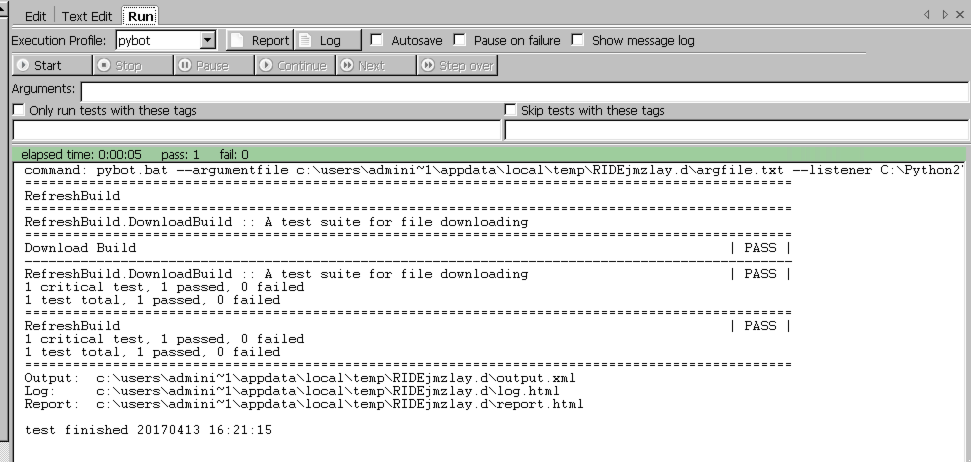 Edit Text Edit Run
Execution Profile: pybot Report Log Autosave Pause on failure Show message log
Start Stop Pause Continue Next Step over
Arguments:
Only run tests with these tags Skip tests with these tags
elapsed time: 0:00:05 pass: 1 fail: 0
command: pybot.bat --argumentfile c:\users\admini~1\appdata\local\temp\RIDEjmzlay.d\argfile.txt --listener C:\Python2
==============================================================================
RefreshBuild
==============================================================================
RefreshBuild.DownloadBuild :: A test suite for file downloading
==============================================================================
Download Build | PASS |
------------------------------------------------------------------------------
RefreshBuild.DownloadBuild :: A test suite for file downloading | PASS |
1 critical test, 1 passed, 0 failed
1 test total, 1 passed, 0 failed
==============================================================================
RefreshBuild | PASS |
1 critical test, 1 passed, 0 failed
1 test total, 1 passed, 0 failed
==============================================================================
Output: c:\users\admini~1\appdata\local\temp\RIDEjmzlay.d\output.xml
Log: c:\users\admini~1\appdata\local\temp\RIDEjmzlay.d\log.html
Report: c:\users\admini~1\appdata\local\temp\RIDEjmzlay.d\report.html
test finished 20170413 16:21:15